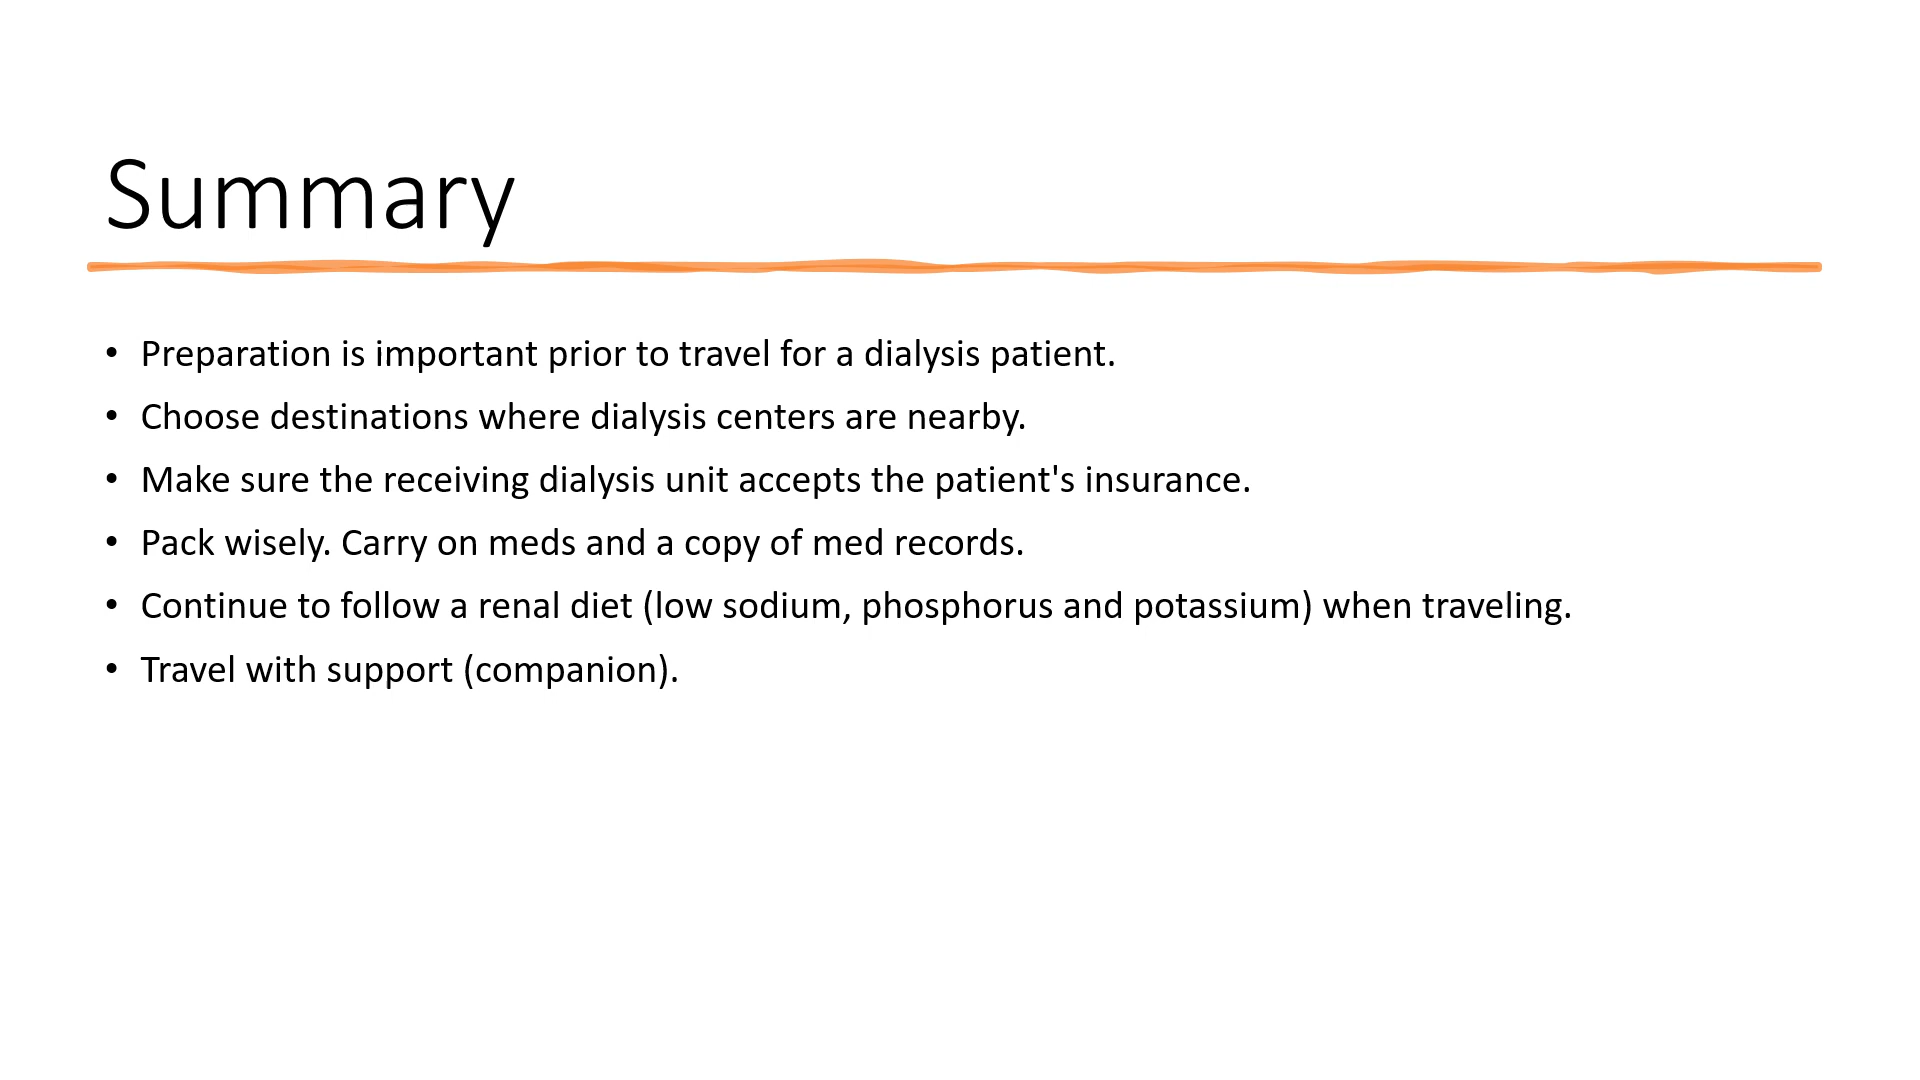 Summary
• Preparation is important prior to travel for a dialysis patient.
• Choose destinations where dialysis centers are nearby.
• Make sure the receiving dialysis unit accepts the patient's insurance.
• Pack wisely. Carry on meds and a copy of med records.
• Continue to follow a renal diet (low sodium, phosphorus and potassium) when traveling.
• Travel with support (companion).